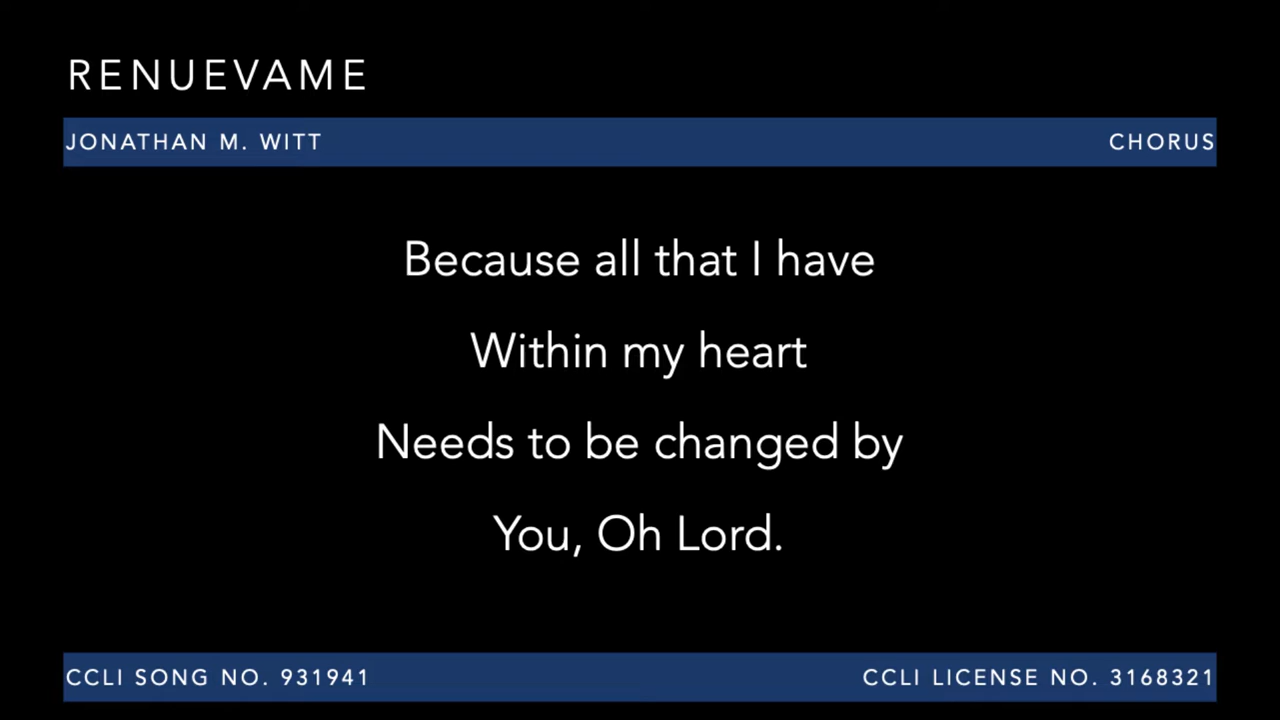 RENUEVAME
JONATHAN M. WITT
CHORUS
Because all that I have
Within my heart
Needs to be changed by
You, Oh Lord.
CCLI SONG NO. 931941
CCLI LICENSE NO. 3168321